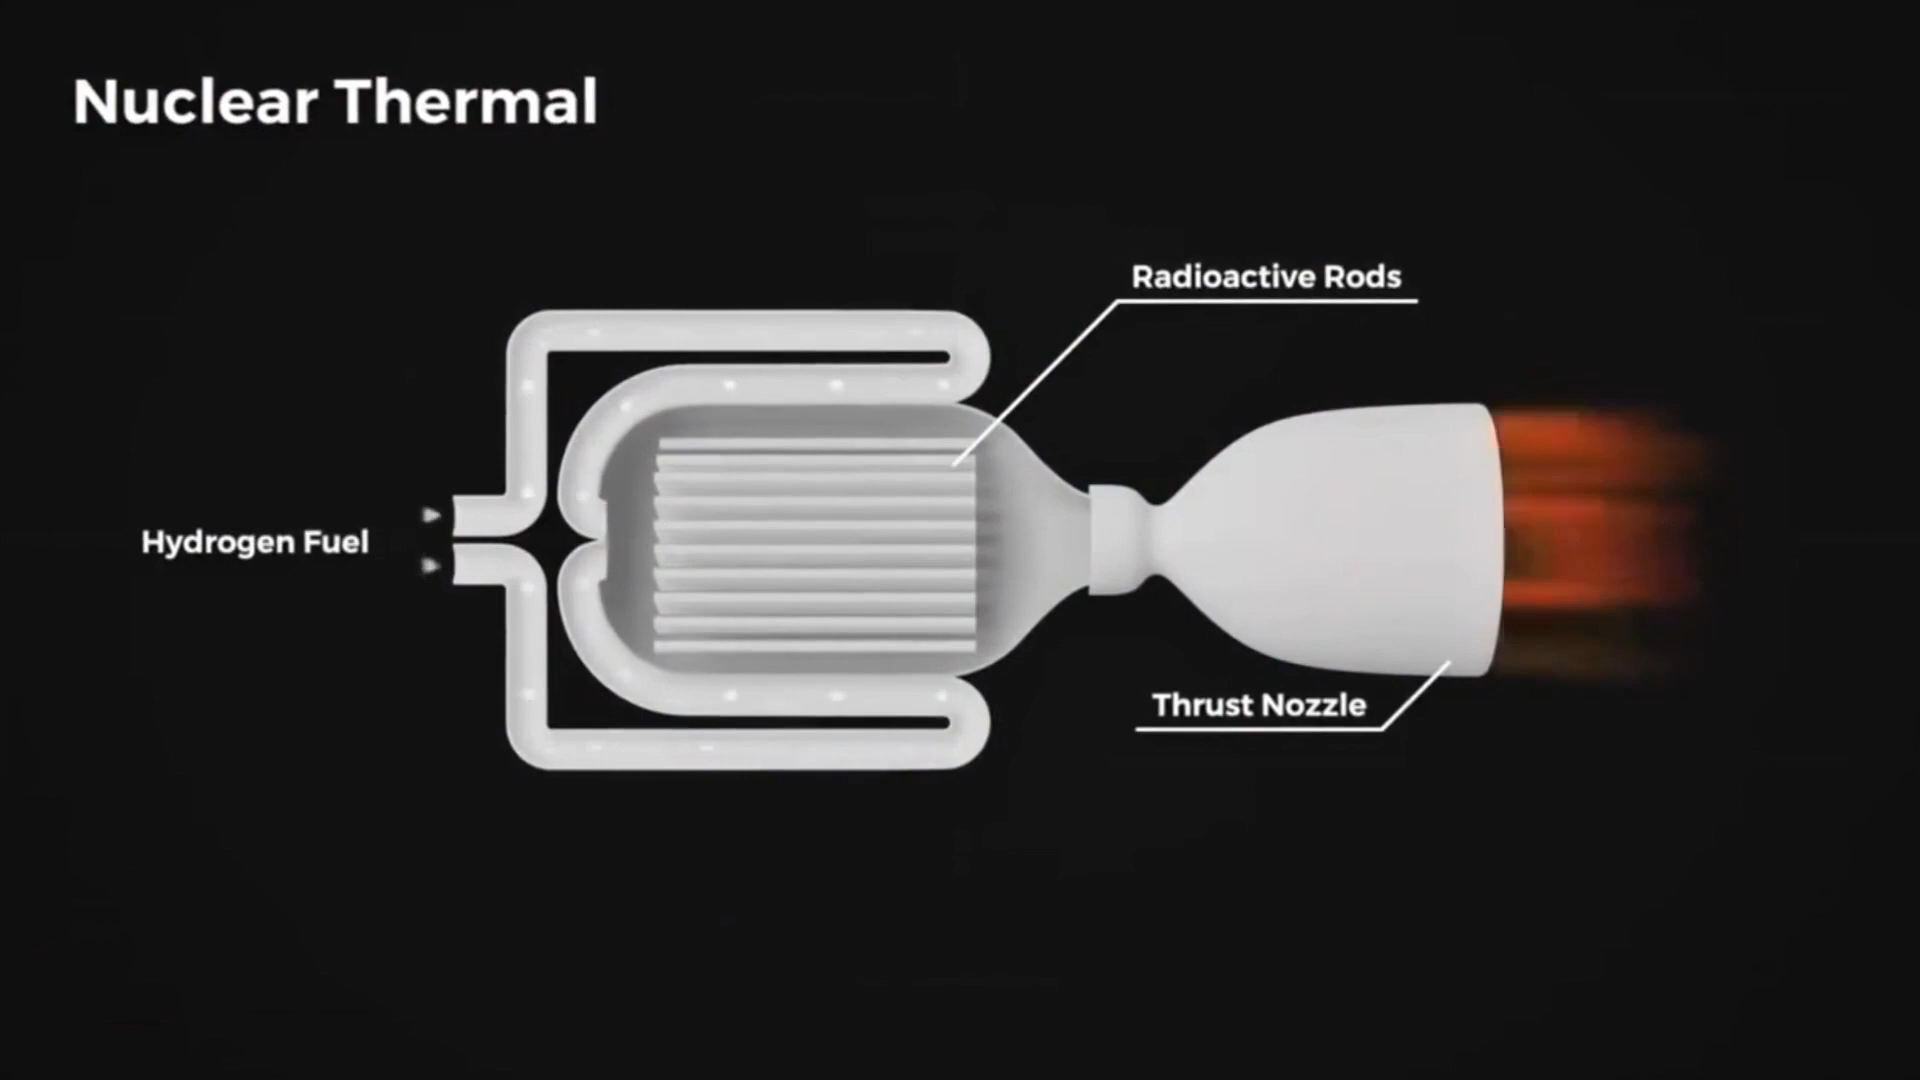 Nuclear Thermal
Radioactive Rods
Hydrogen Fuel
Thrust Nozzle